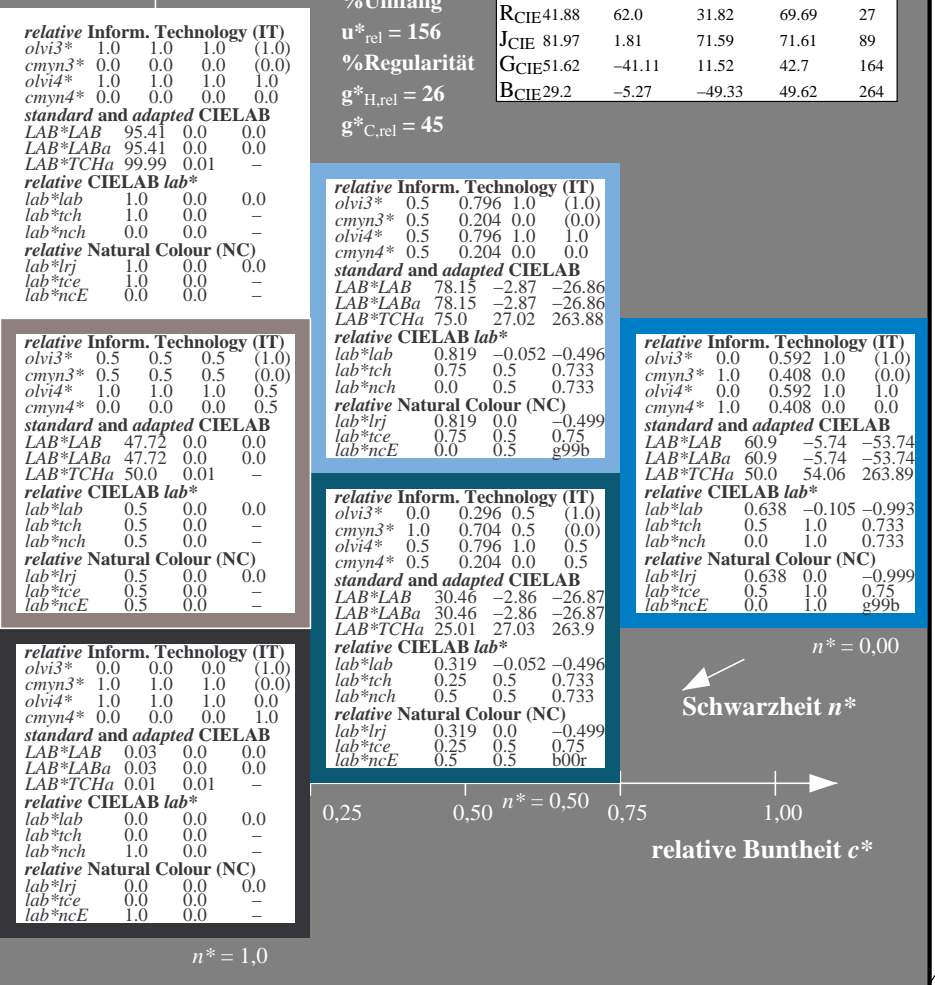 %Umfang
u*rel = 156
%Regularität
g*H,rel = 26
g*C,rel = 45
RCIE 41.88 62.0 31.82 69.69 27
JCIE 81.97 1.81 71.59 71.61 89
GCIE 51.62 −41.11 11.52 42.7 164
BCIE 29.2 −5.27 −49.33 49.62 264
relative Inform. Technology (IT)
olvi3* 1.0 1.0 1.0 (1.0)
cmyn3* 0.0 0.0 0.0 (0.0)
olvi4* 1.0 1.0 1.0 1.0
cmyn4* 0.0 0.0 0.0 0.0
standard and adapted CIELAB
LAB*LAB 95.41 0.0 0.0
LAB*LABa 95.41 0.0 0.0
LAB*TCHa 99.99 0.01 –
relative CIELAB lab*
lab*lab 1.0 0.0 0.0
lab*tch 1.0 0.0 –
lab*nch 0.0 0.0 –
relative Natural Colour (NC)
lab*lrj 1.0 0.0 0.0
lab*tce 1.0 0.0 –
lab*ncE 0.0 0.0 –
relative Inform. Technology (IT)
olvi3* 0.5 0.796 1.0 (1.0)
cmyn3* 0.5 0.204 0.0 (0.0)
olvi4* 0.5 0.796 1.0 1.0
cmyn4* 0.5 0.204 0.0 0.0
standard and adapted CIELAB
LAB*LAB 78.15 −2.87 −26.86
LAB*LABa 78.15 −2.87 −26.86
LAB*TCHa 75.0 27.02 263.88
relative CIELAB lab*
lab*lab 0.819 −0.052 −0.496
lab*tch 0.75 0.5 0.733
lab*nch 0.0 0.5 0.733
relative Natural Colour (NC)
lab*lrj 0.819 0.0 −0.499
lab*tce 0.75 0.5 0.75
lab*ncE 0.0 0.5 g99b
relative Inform. Technology (IT)
olvi3* 0.5 0.5 0.5 (1.0)
cmyn3* 0.5 0.5 0.5 (0.0)
olvi4* 1.0 1.0 1.0 0.5
cmyn4* 0.0 0.0 0.0 0.5
standard and adapted CIELAB
LAB*LAB 47.72 0.0 0.0
LAB*LABa 47.72 0.0 0.0
LAB*TCHa 50.0 0.01 –
relative CIELAB lab*
lab*lab 0.5 0.0 0.0
lab*tch 0.5 0.0 –
lab*nch 0.5 0.0 –
relative Natural Colour (NC)
lab*lrj 0.5 0.0 0.0
lab*tce 0.5 0.0 –
lab*ncE 0.5 0.0 –
relative Inform. Technology (IT)
olvi3* 0.0 0.592 1.0 (1.0)
cmyn3* 1.0 0.408 0.0 (0.0)
olvi4* 0.0 0.592 1.0 1.0
cmyn4* 1.0 0.408 0.0 0.0
standard and adapted CIELAB
LAB*LAB 60.9 −5.74 −53.74
LAB*LABa 60.9 −5.74 −53.74
LAB*TCHa 50.0 54.06 263.89
relative CIELAB lab*
lab*lab 0.638 −0.105 −0.993
lab*tch 0.5 1.0 0.733
lab*nch 0.0 1.0 0.733
relative Natural Colour (NC)
lab*lrj 0.638 0.0 −0.999
lab*tce 0.5 1.0 0.75
lab*ncE 0.0 1.0 g99b
relative Inform. Technology (IT)
olvi3* 0.0 0.296 0.5 (1.0)
cmyn3* 1.0 0.704 0.5 (0.0)
olvi4* 0.5 0.796 1.0 0.5
cmyn4* 0.5 0.204 0.0 0.5
standard and adapted CIELAB
LAB*LAB 30.46 −2.86 −26.87
LAB*LABa 30.46 −2.86 −26.87
LAB*TCHa 25.01 27.03 263.9
relative CIELAB lab*
lab*lab 0.319 −0.052 −0.496
lab*tch 0.25 0.5 0.733
lab*nch 0.5 0.5 0.733
relative Natural Colour (NC)
lab*lrj 0.319 0.0 −0.499
lab*tce 0.25 0.5 0.75
lab*ncE 0.5 0.5 b00r
relative Inform. Technology (IT)
olvi3* 0.0 0.0 0.0 (1.0)
cmyn3* 1.0 1.0 1.0 (0.0)
olvi4* 1.0 1.0 1.0 0.0
cmyn4* 0.0 0.0 0.0 1.0
standard and adapted CIELAB
LAB*LAB 0.03 0.0 0.0
LAB*LABa 0.03 0.0 0.0
LAB*TCHa 0.01 0.01 –
relative CIELAB lab*
lab*lab 0.0 0.0 0.0
lab*tch 0.0 0.0 –
lab*nch 1.0 0.0 –
relative Natural Colour (NC)
lab*lrj 0.0 0.0 0.0
lab*tce 0.0 0.0 –
lab*ncE 1.0 0.0 –
n* = 0,00
Schwarzheit n*
0,25 0,50 n* = 0,50 0,75 1,00
relative Buntheit c*
n* = 1,0